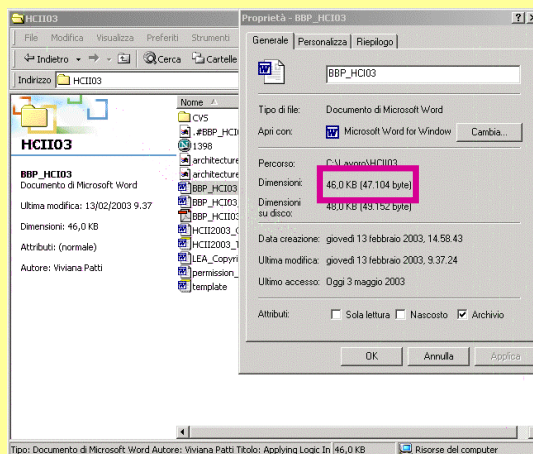 HCII03
File Modifica Visualizza Preferiti Strumenti
Indietro Cerca Cartelle
Indirizzo HCII03
HCII03
BBP_HCI03
Documento di Microsoft Word
Ultima modifica: 13/02/2003 9.37
Dimensioni: 46,0 KB
Attributi: (normale)
Autore: Viviana Patti
Nome
CVS
.#BBP_HCI
1398
architecture
architecture
BBP_HCI03
BBP_HCI03
BBP_HCII03
HCII2003_
HCII2003_T
LEA_Copyri
permission_
template
Proprietà - BBP_HCI03
Generale Personalizza Riepilogo
BBP_HCI03
Tipo di file: Documento di Microsoft Word
Apri con: Microsoft Word for Window Cambia...
Percorso: C:\Lavoro\HCII03
Dimensioni: 46,0 KB (47.104 byte)
Dimensioni su disco: 48,0 KB (49.152 byte)
Data creazione: giovedì 13 febbraio 2003, 14.58.43
Ultima modifica: giovedì 13 febbraio 2003, 9.37.24
Ultimo accesso: Oggi 3 maggio 2003
Attributi: Sola lettura Nascosto Archivio
OK Annulla Applica
Tipo: Documento di Microsoft Word Autore: Viviana Patti Titolo: Applying Logic In 46,0 KB Risorse del computer